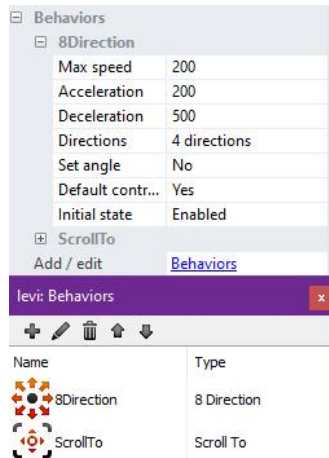 Behaviors
8Direction
Max speed 200
Acceleration 200
Deceleration 500
Directions 4 directions
Set angle No
Default contr... Yes
Initial state Enabled
ScrollTo
Add / edit Behaviors
levi: Behaviors x
Name Type
8Direction 8 Direction
ScrollTo Scroll To